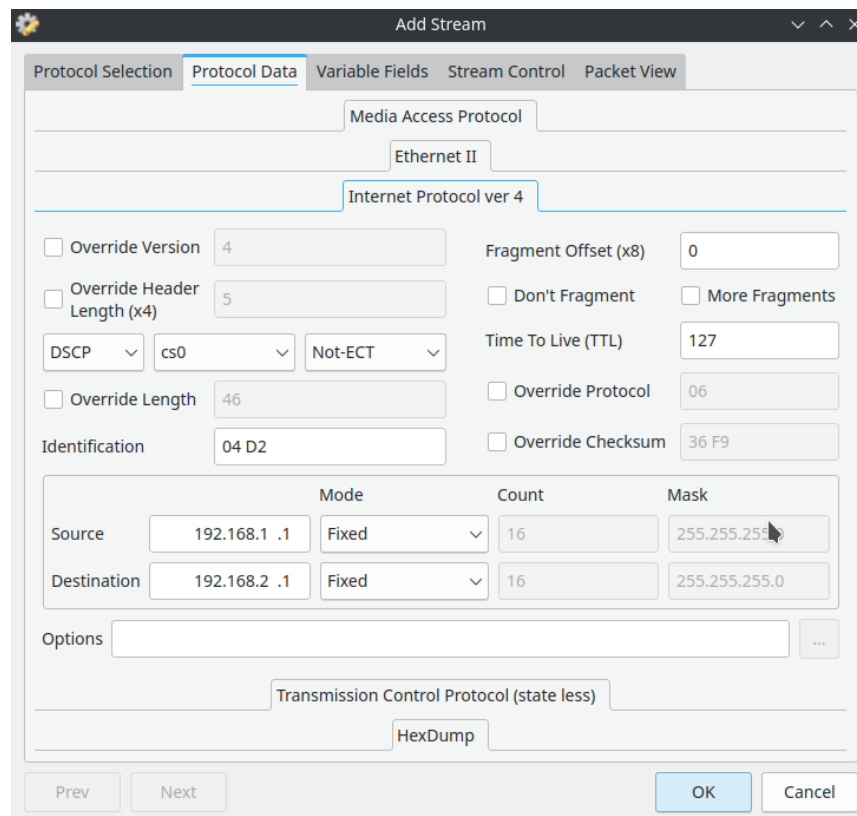 Add Stream
Protocol Selection Protocol Data Variable Fields Stream Control Packet View
Media Access Protocol
Ethernet II
Internet Protocol ver 4
Override Version 4 Fragment Offset (x8) 0
Override Header Length (x4) 5 Don't Fragment More Fragments
DSCP cs0 Not-ECT Time To Live (TTL) 127
Override Length 46 Override Protocol 06
Identification 04 D2 Override Checksum 36 F9
Mode Count Mask
Source 192.168.1 .1 Fixed 16 255.255.255.0
Destination 192.168.2 .1 Fixed 16 255.255.255.0
Options ...
Transmission Control Protocol (state less)
HexDump
Prev Next OK Cancel